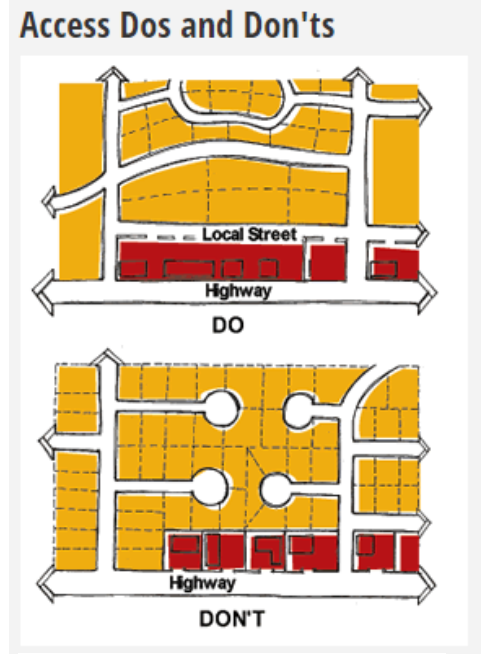 Access Dos and Don'ts
Local Street
Highway
DO
Highway
DON'T